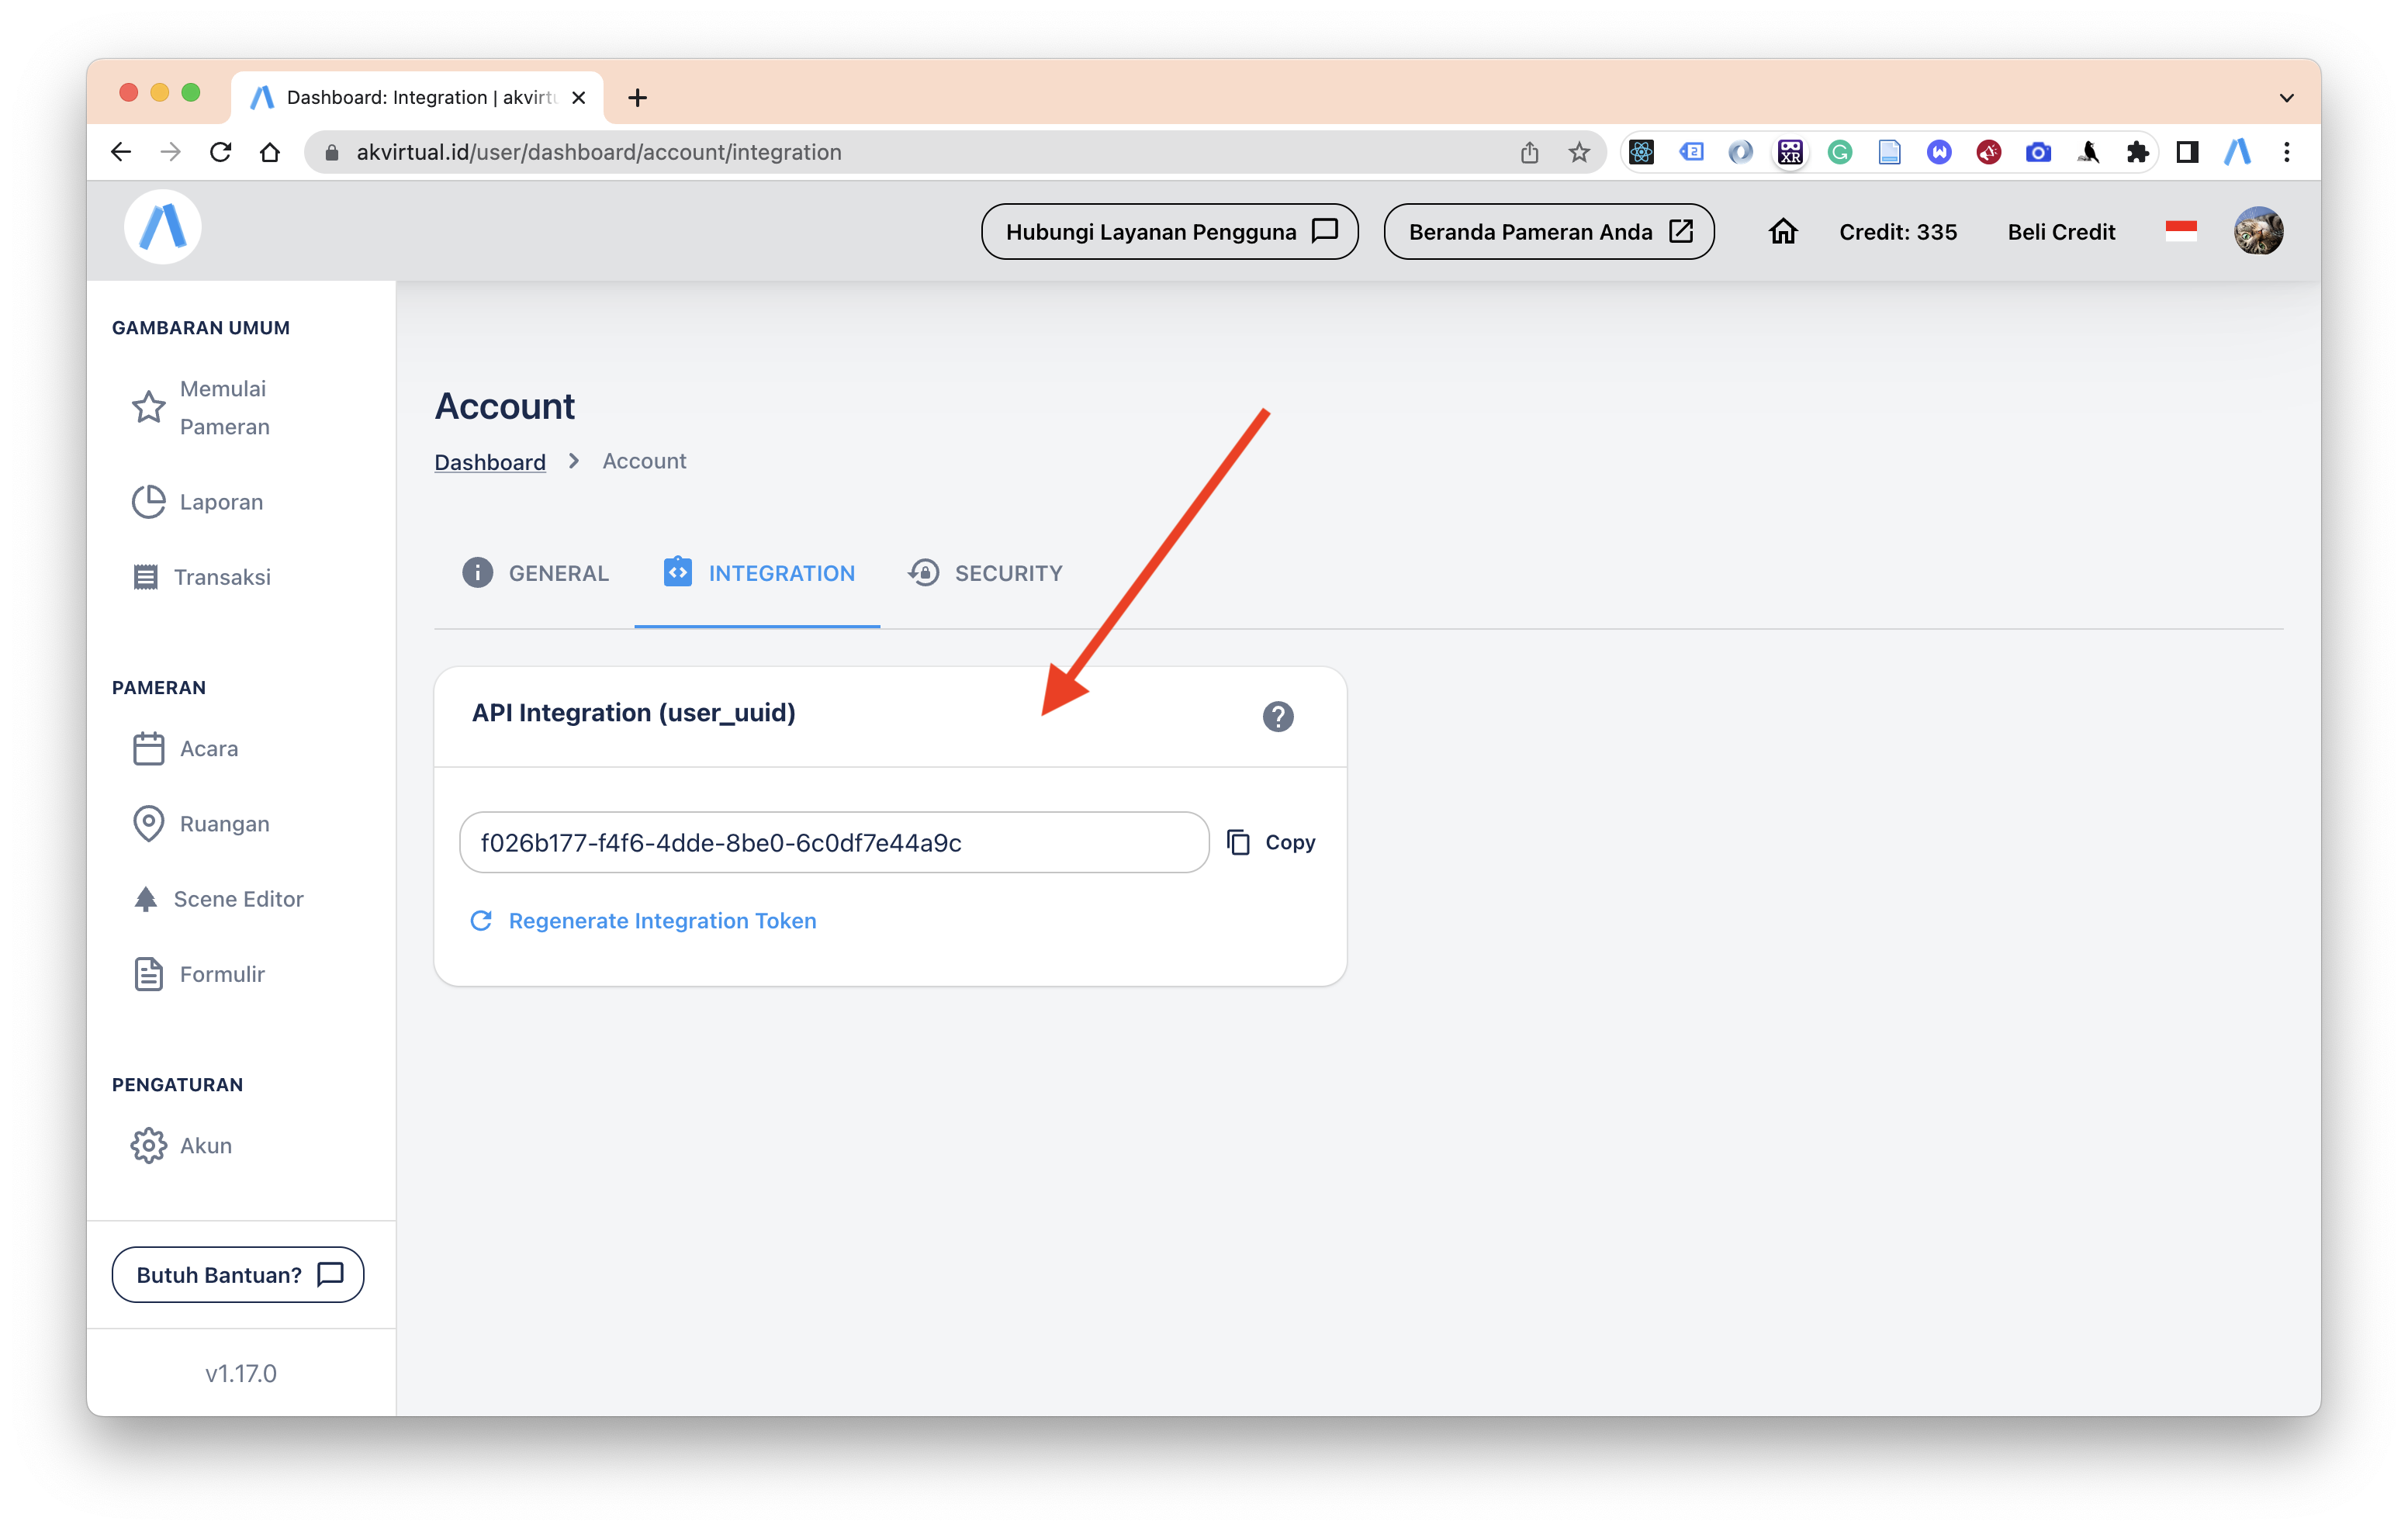 Dashboard: Integration | akvirtu
akvirtual.id/user/dashboard/account/integration
Hubungi Layanan Pengguna
Beranda Pameran Anda
Credit: 335
Beli Credit
GAMBARAN UMUM
Memulai
Pameran
Laporan
Transaksi
PAMERAN
Acara
Ruangan
Scene Editor
Formulir
PENGATURAN
Akun
Butuh Bantuan?
v1.17.0
Account
Dashboard > Account
GENERAL
INTEGRATION
SECURITY
API Integration (user_uuid)
f026b177-f4f6-4dde-8be0-6c0df7e44a9c
Copy
Regenerate Integration Token